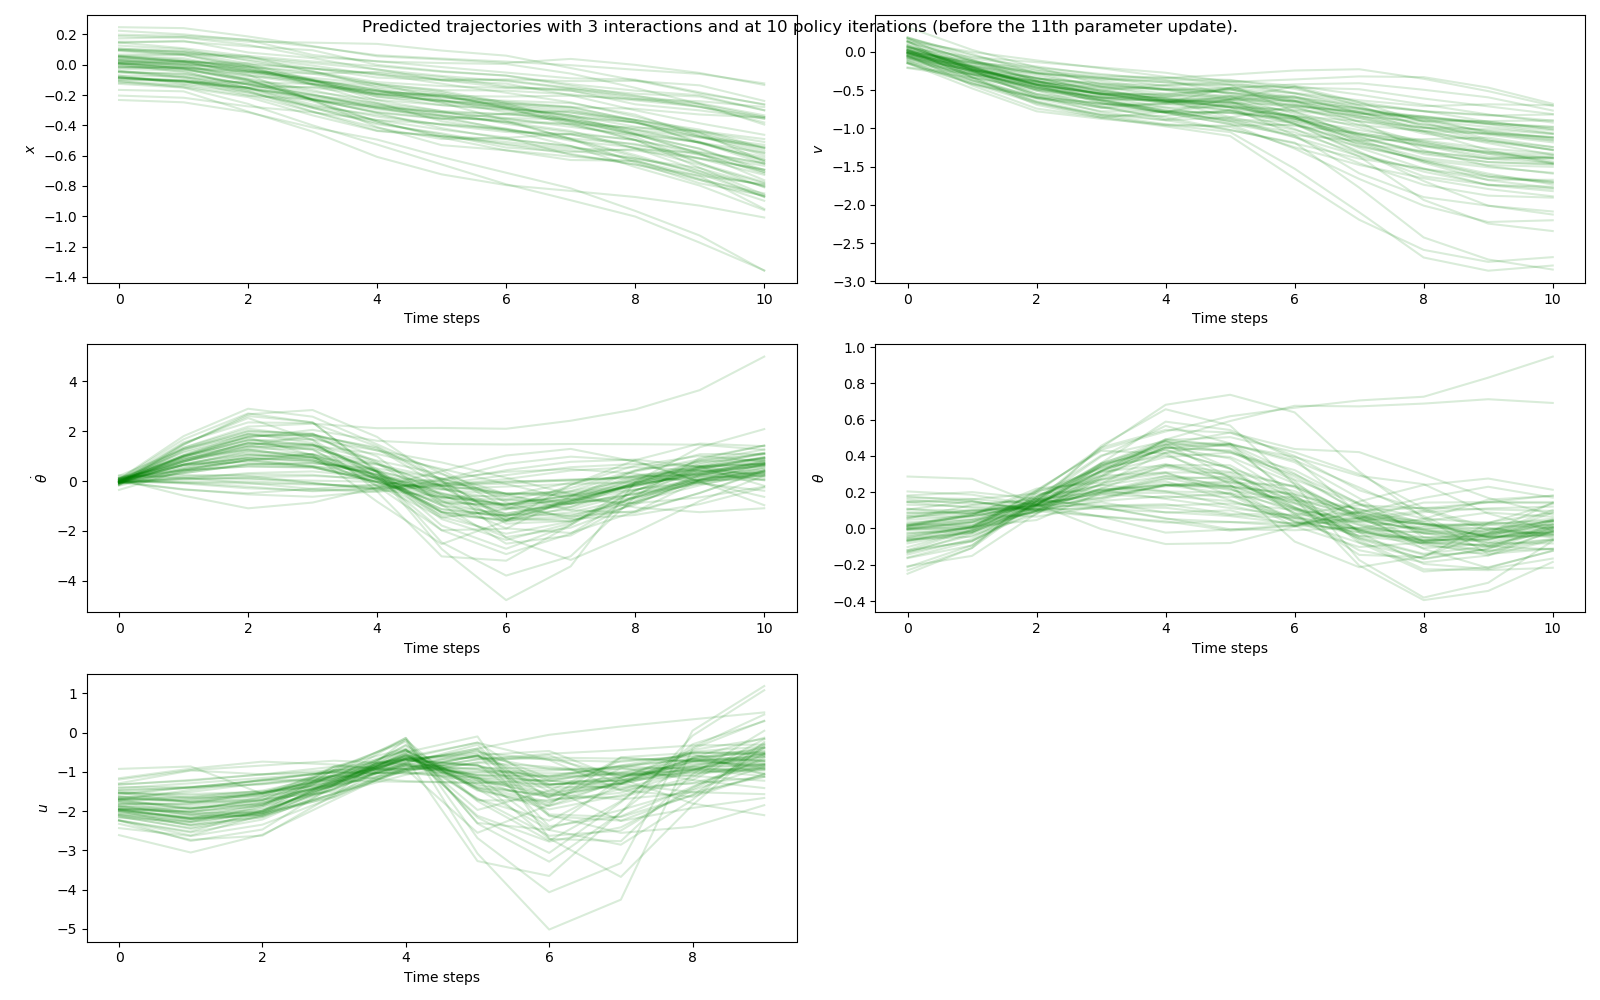 Predicted trajectories with 3 interactions and at 10 policy iterations (before the 11th parameter update).
0.2
0.0
−0.2
−0.4
−0.6
−0.8
−1.0
−1.2
−1.4
x
0 2 4 6 8 10
Time steps
0.0
−0.5
−1.0
−1.5
−2.0
−2.5
−3.0
v
0 2 4 6 8 10
Time steps
4
2
0
−2
−4
θ̇
0 2 4 6 8 10
Time steps
1.0
0.8
0.6
0.4
0.2
0.0
−0.2
−0.4
θ
0 2 4 6 8 10
Time steps
1
0
−1
−2
−3
−4
−5
u
0 2 4 6 8
Time steps